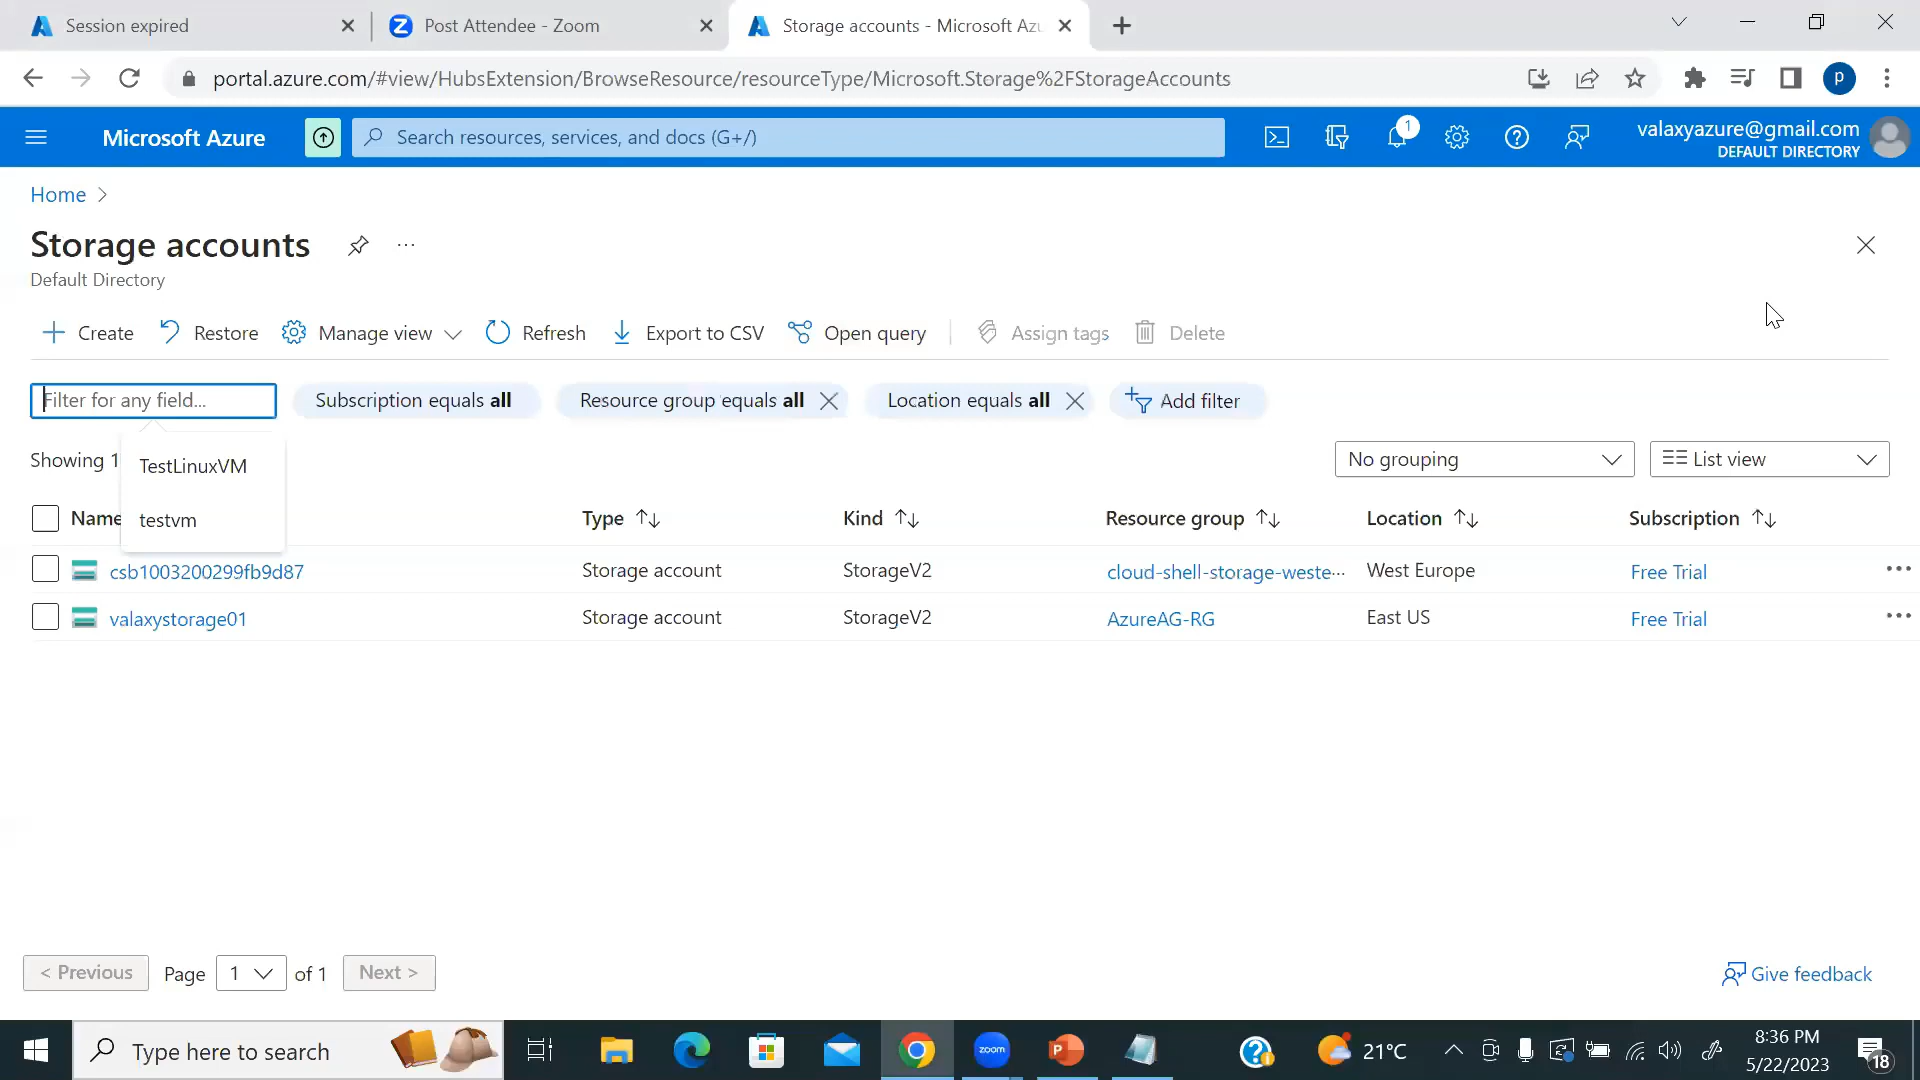 Session expired
Post Attendee - Zoom
Storage accounts - Microsoft Azu
portal.azure.com/#view/HubsExtension/BrowseResource/resourceType/Microsoft.Storage%2FStorageAccounts
P
Microsoft Azure
Search resources, services, and docs (G+/)
1
valaxyazure@gmail.com
DEFAULT DIRECTORY
Home >
Storage accounts
Default Directory
Create
Restore
Manage view
Refresh
Export to CSV
Open query
Assign tags
Delete
Filter for any field...
Subscription equals all
Resource group equals all
Location equals all
Add filter
TestLinuxVM
testvm
Showing 1
No grouping
List view
Name
Type
Kind
Resource group
Location
Subscription
csb1003200299fb9d87
Storage account
StorageV2
cloud-shell-storage-weste···
West Europe
Free Trial
valaxystorage01
Storage account
StorageV2
AzureAG-RG
East US
Free Trial
< Previous
Page
1
of 1
Next >
Give feedback
Type here to search
zoom
P
21°C
8:36 PM
5/22/2023
18